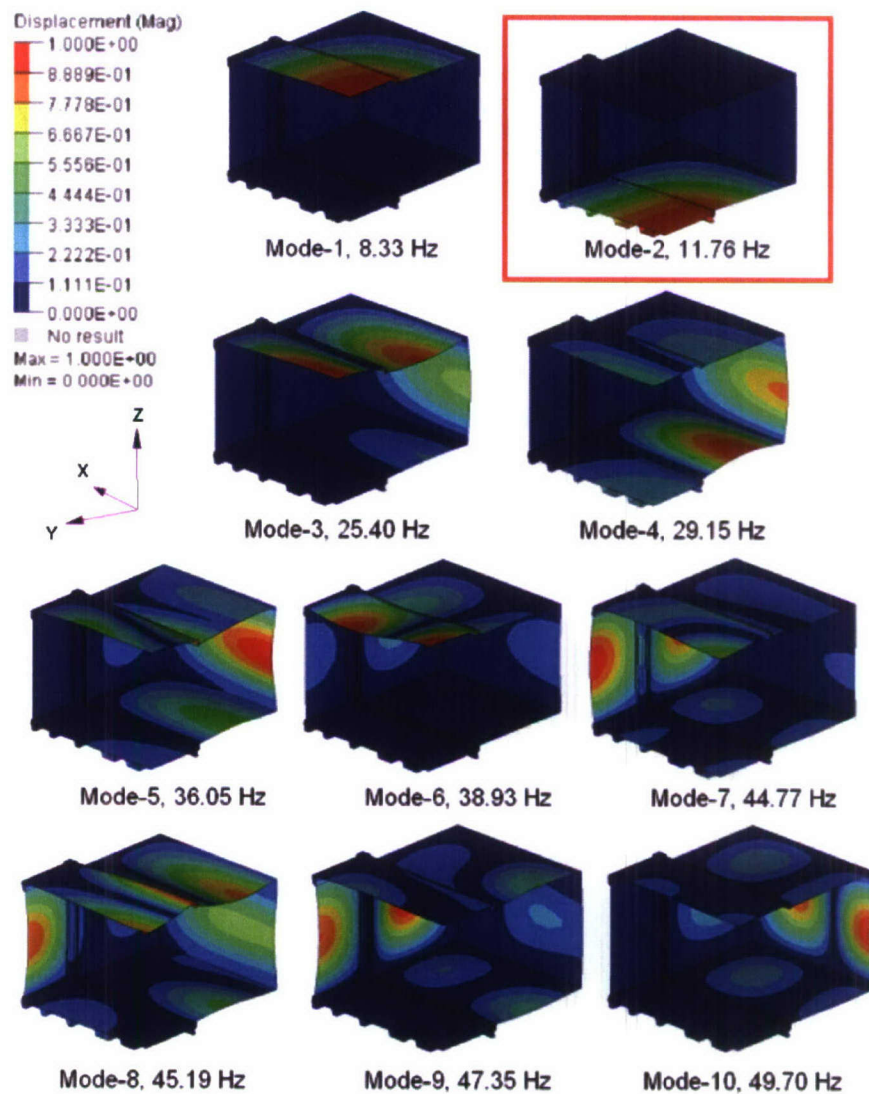 Displacement (Mag)
1.000E+00
8.889E-01
7.778E-01
6.667E-01
5.556E-01
4.444E-01
3.333E-01
2.222E-01
1.111E-01
0.000E+00
No result
Max = 1.000E+00
Min = 0.000E+00
Mode-1, 8.33 Hz
Mode-2, 11.76 Hz
Z
X
Y
Mode-3, 25.40 Hz
Mode-4, 29.15 Hz
Mode-5, 36.05 Hz
Mode-6, 38.93 Hz
Mode-7, 44.77 Hz
Mode-8, 45.19 Hz
Mode-9, 47.35 Hz
Mode-10, 49.70 Hz